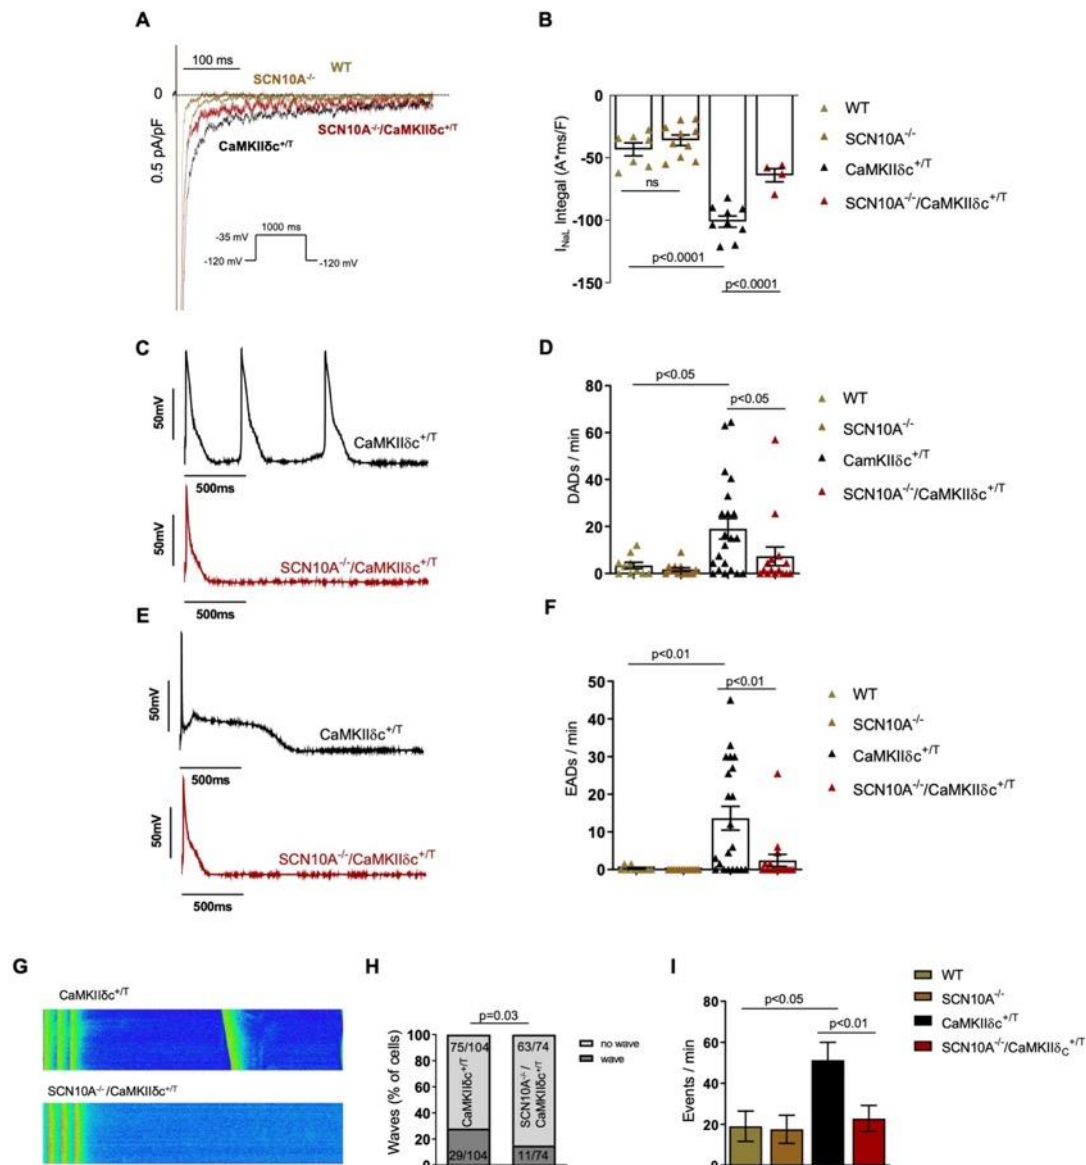 A
100 ms
WT
SCN10A⁻/⁻
0
0.5 pA/pF
SCN10A⁻/⁻/CaMKIIδc⁺/T
CaMKIIδc⁺/T
1000 ms
-35 mV
-120 mV
-120 mV
B
0
-50
-100
-150
I_NaL Integal (A*ms/F)
ns
p<0.0001
p<0.0001
WT
SCN10A⁻/⁻
CaMKIIδc⁺/T
SCN10A⁻/⁻/CaMKIIδc⁺/T
C
50mV
CaMKIIδc⁺/T
500ms
50mV
SCN10A⁻/⁻/CaMKIIδc⁺/T
500ms
D
80
60
40
20
0
DADs / min
p<0.05
p<0.05
WT
SCN10A⁻/⁻
CamKIIδc⁺/T
SCN10A⁻/⁻/CaMKIIδc⁺/T
E
50mV
CaMKIIδc⁺/T
500ms
50mV
SCN10A⁻/⁻/CaMKIIδc⁺/T
500ms
F
50
40
30
20
10
0
EADs / min
p<0.01
p<0.01
WT
SCN10A⁻/⁻
CaMKIIδc⁺/T
SCN10A⁻/⁻/CaMKIIδc⁺/T
G
CaMKIIδc⁺/T
SCN10A⁻/⁻/CaMKIIδc⁺/T
H
p=0.03
100
80
60
40
20
0
Waves (% of cells)
75/104
63/74
CaMKIIδc⁺/T
SCN10A⁻/⁻/
CaMKIIδc⁺/T
29/104
11/74
no wave
wave
I
80
60
40
20
0
Events / min
p<0.05
p<0.01
WT
SCN10A⁻/⁻
CaMKIIδc⁺/T
SCN10A⁻/⁻/CaMKIIδc⁺/T